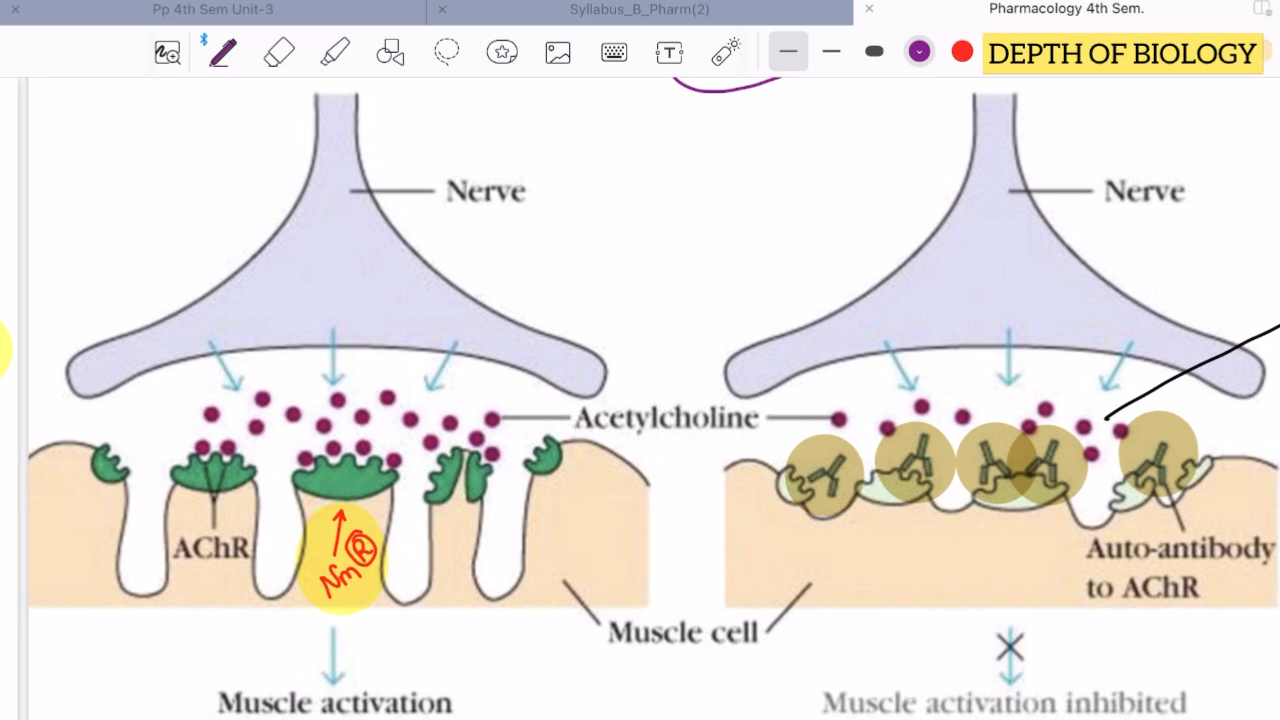 Pp 4th Sem Unit-3
Syllabus_B_Pharm(2)
Pharmacology 4th Sem.
DEPTH OF BIOLOGY
Nerve
Nerve
Acetylcholine
AChR
Nm R
Auto-antibody
to AChR
Muscle cell
Muscle activation
Muscle activation inhibited